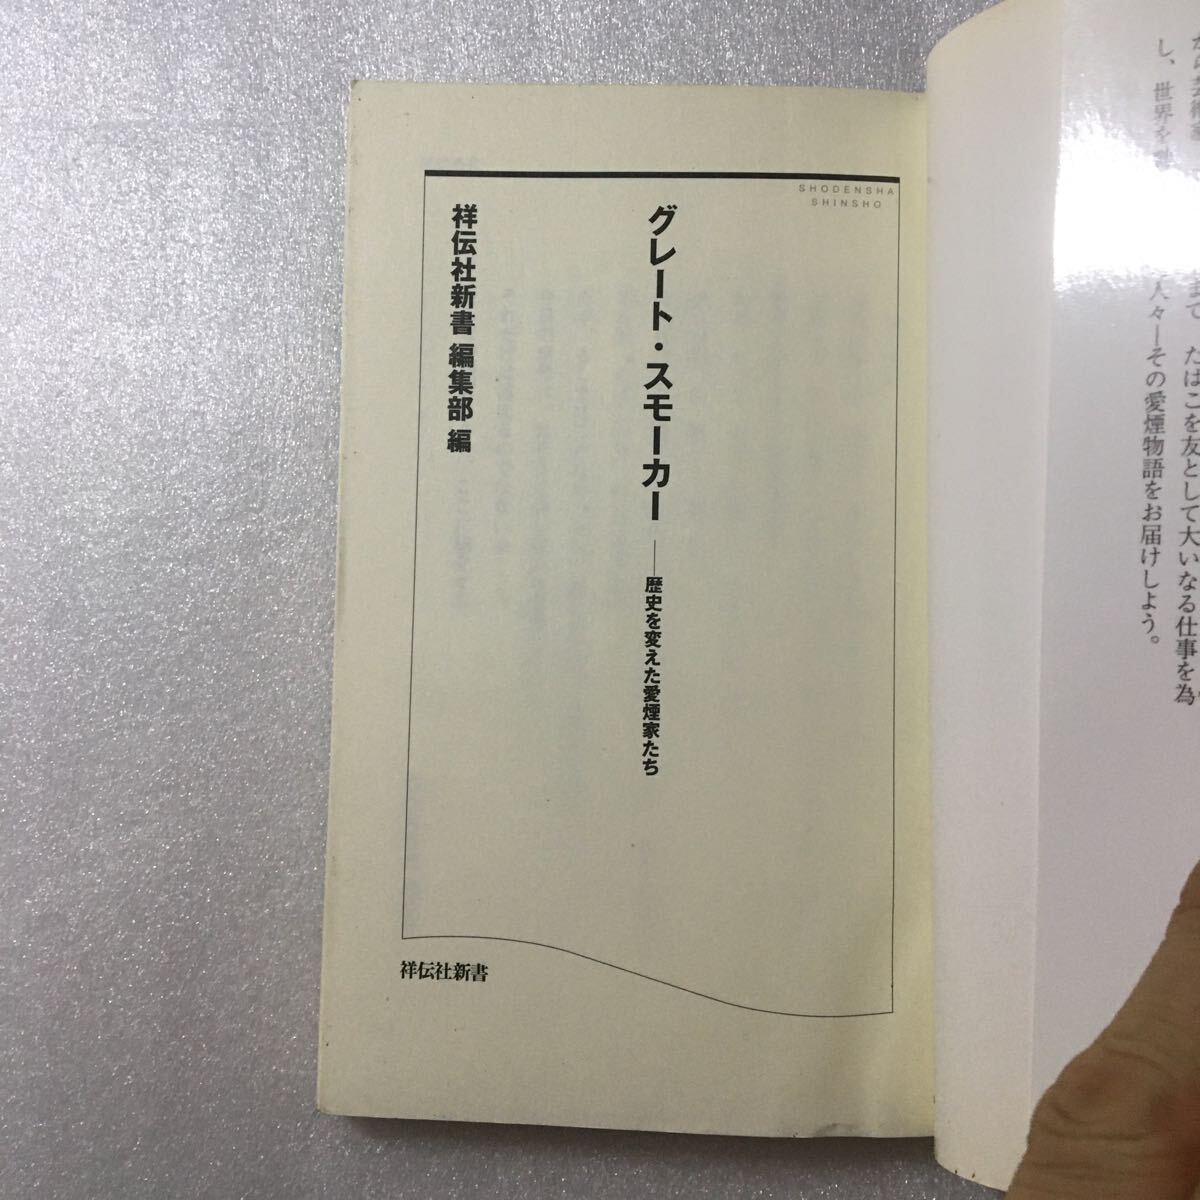 し、世界を
人々―その愛煙物語をお届けしよう。
たばこを友として大いなる仕事を為
SHODENSHA
SHINSHO
グレート・スモーカー
――歴史を変えた愛煙家たち
祥伝社新書 編集部 編
祥伝社新書